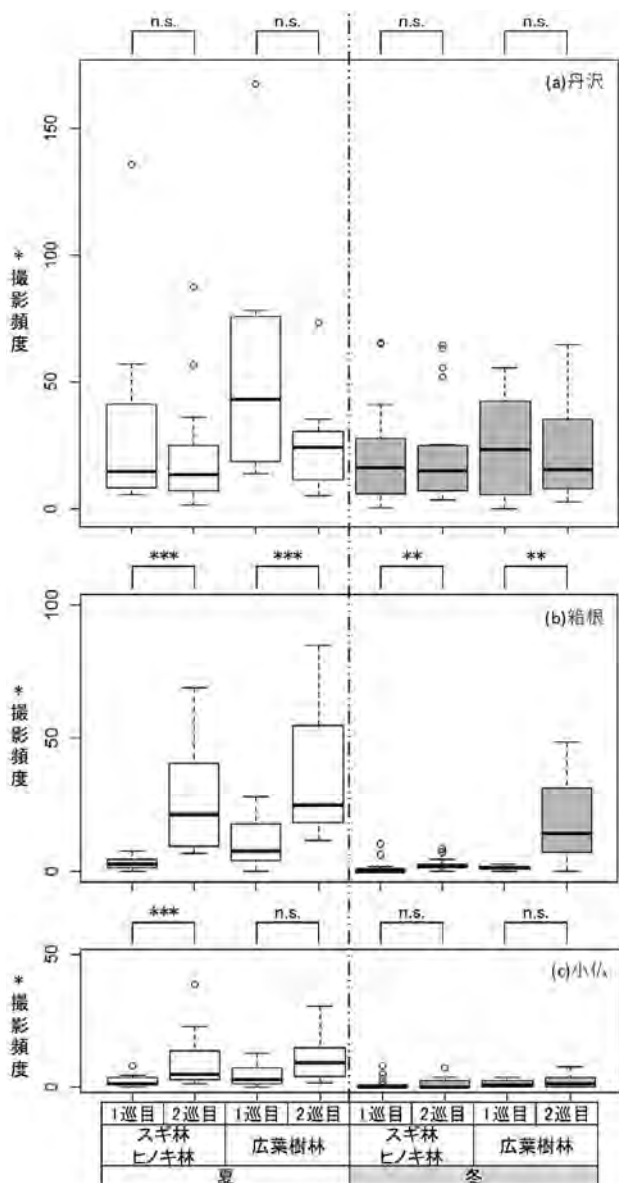 n.s. n.s. n.s. n.s.
(a)丹沢
150
100
50
0
*撮影頻度
*** *** ** **
(b)箱根
100
50
0
*撮影頻度
*** n.s. n.s. n.s.
(c)小仏
50
0
*撮影頻度
1巡目 2巡目 1巡目 2巡目 1巡目 2巡目 1巡目 2巡目
スギ林 ヒノキ林 広葉樹林 スギ林 ヒノキ林 広葉樹林
夏 冬